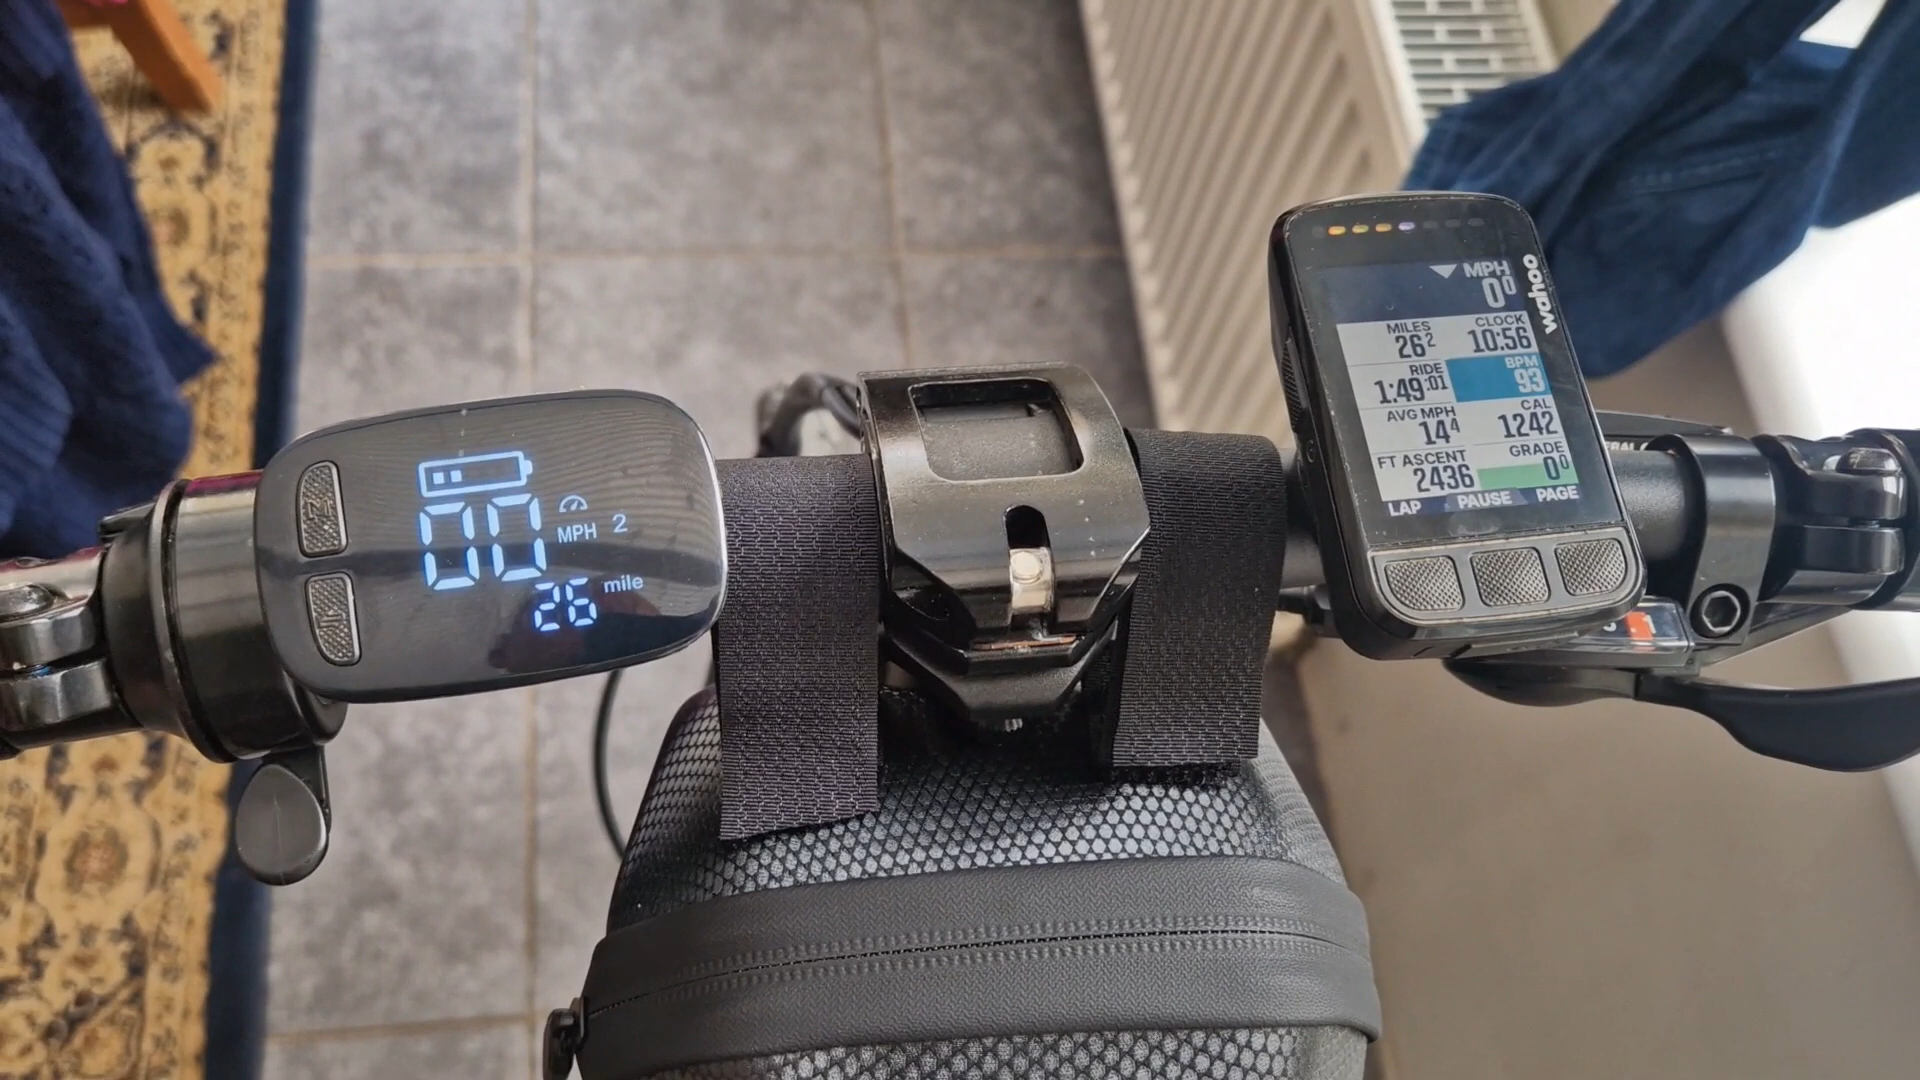 M
00
MPH 2
26 mile
wahoo
MPH
0⁰
MILES
26²
CLOCK
10:56
RIDE
1:49:01
BPM
93
AVG MPH
14⁴
CAL
1242
FT ASCENT
2436
GRADE
0⁰
LAP PAUSE PAGE